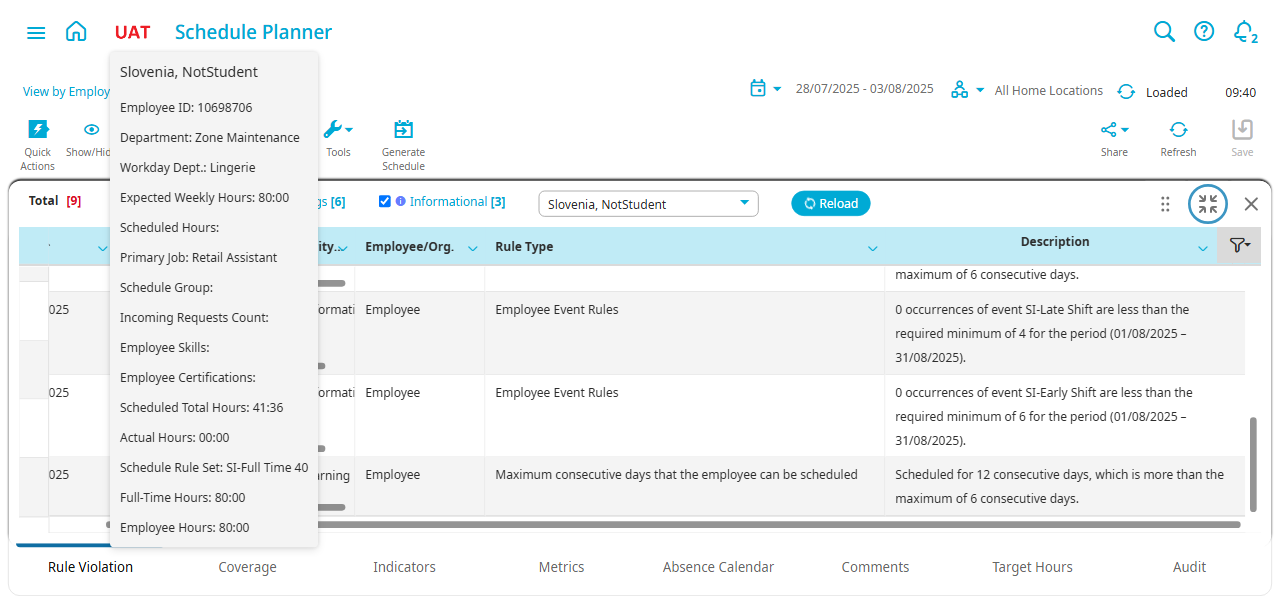 UAT Schedule Planner
2
Slovenia, NotStudent
Employee ID: 10698706
Department: Zone Maintenance
Workday Dept.: Lingerie
Expected Weekly Hours: 80:00
Scheduled Hours:
Primary Job: Retail Assistant
Schedule Group:
Incoming Requests Count:
Employee Skills:
Employee Certifications:
Scheduled Total Hours: 41:36
Actual Hours: 00:00
Schedule Rule Set: SI-Full Time 40
Full-Time Hours: 80:00
Employee Hours: 80:00
View by Employ
28/07/2025 - 03/08/2025
All Home Locations
Loaded
09:40
Quick
Actions
Show/Hid
Tools
Generate
Schedule
Share
Refresh
Save
Total [9]
gs [6]
Informational [3]
Slovenia, NotStudent
Reload
ity...
Employee/Org.
Rule Type
Description
maximum of 6 consecutive days.
025
ormati
Employee
Employee Event Rules
0 occurrences of event SI-Late Shift are less than the
required minimum of 4 for the period (01/08/2025 –
31/08/2025).
025
ormati
Employee
Employee Event Rules
0 occurrences of event SI-Early Shift are less than the
required minimum of 6 for the period (01/08/2025 –
31/08/2025).
025
arning
Employee
Maximum consecutive days that the employee can be scheduled
Scheduled for 12 consecutive days, which is more than the
maximum of 6 consecutive days.
Rule Violation
Coverage
Indicators
Metrics
Absence Calendar
Comments
Target Hours
Audit